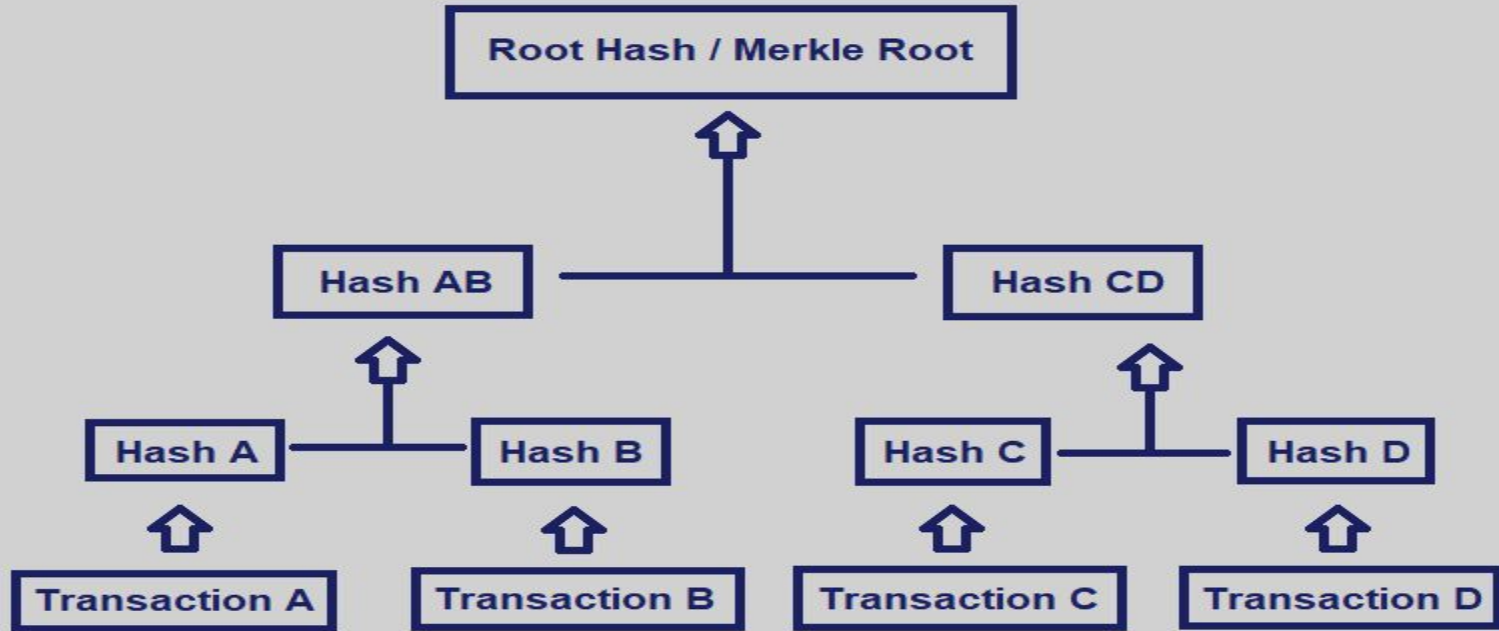 Root Hash / Merkle Root
Hash AB
Hash CD
Hash A
Hash B
Hash C
Hash D
Transaction A
Transaction B
Transaction C
Transaction D